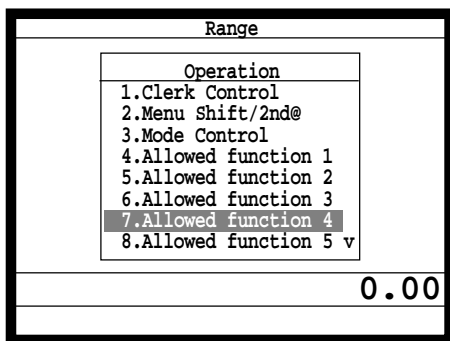 Range
Operation
1.Clerk Control
2.Menu Shift/2nd@
3.Mode Control
4.Allowed function 1
5.Allowed function 2
6.Allowed function 3
7.Allowed function 4
8.Allowed function 5 v
0.00